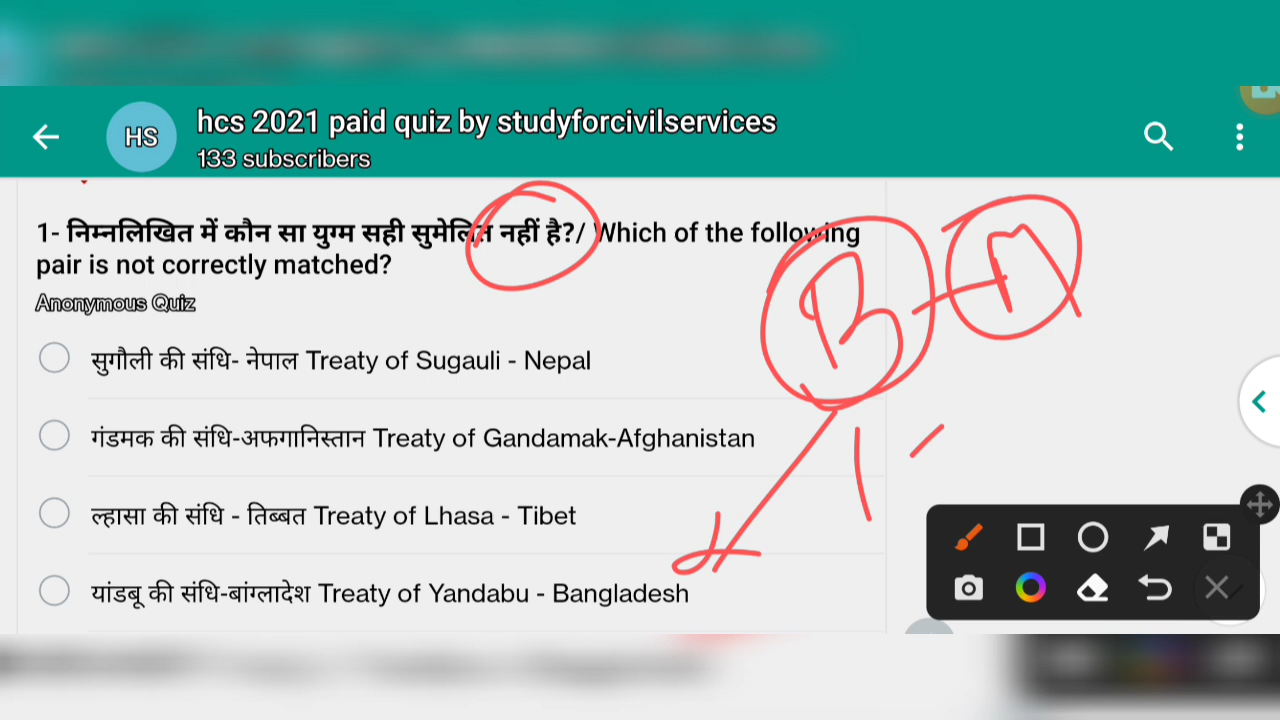 HS
hcs 2021 paid quiz by studyforcivilservices
133 subscribers
1- निम्नलिखित में कौन सा युग्म सही सुमेलित नहीं है?/ Which of the following
pair is not correctly matched?
Anonymous Quiz
सुगौली की संधि- नेपाल Treaty of Sugauli - Nepal
गंडमक की संधि-अफगानिस्तान Treaty of Gandamak-Afghanistan
ल्हासा की संधि - तिब्बत Treaty of Lhasa - Tibet
यांडबू की संधि-बांग्लादेश Treaty of Yandabu - Bangladesh